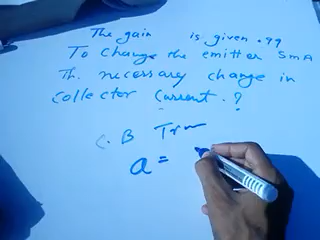 The gain is given .99
To change the emitter 5mA
Th. necessary change in
collector current . ?
C. B
a =